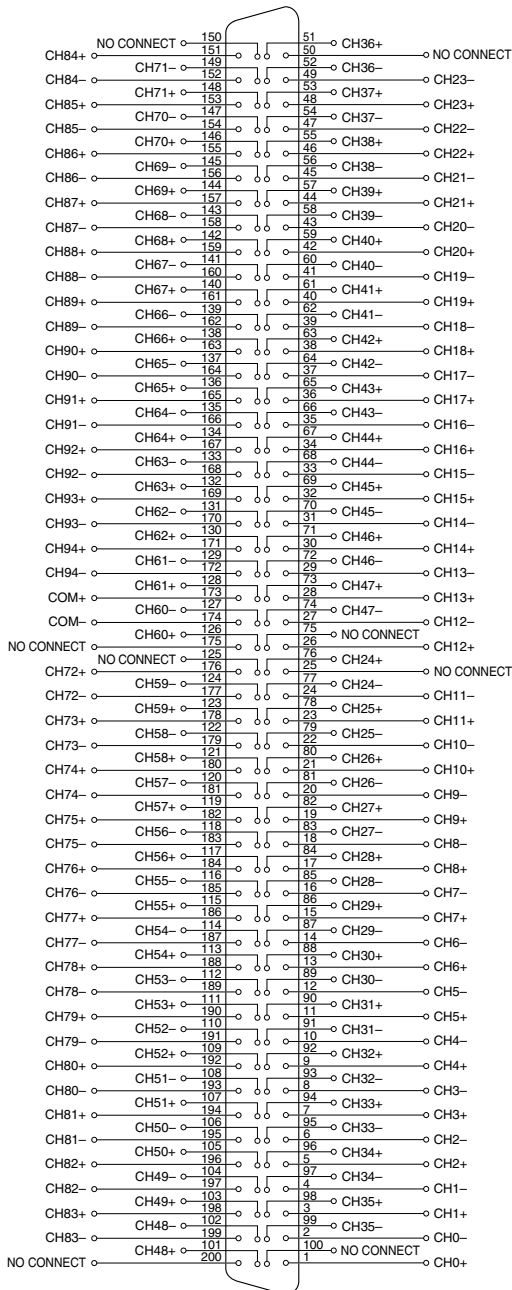 NO CONNECT 150 51 CH36+
CH84+ 151 50 NO CONNECT
CH71– 149 52 CH36–
CH84– 152 49 CH23–
CH71+ 148 53 CH37+
CH85+ 153 48 CH23+
CH70– 147 54 CH37–
CH85– 154 47 CH22–
CH70+ 146 55 CH38+
CH86+ 155 46 CH22+
CH69– 145 56 CH38–
CH86– 156 45 CH21–
CH69+ 144 57 CH39+
CH87+ 157 44 CH21+
CH68– 143 58 CH39–
CH87– 158 43 CH20–
CH68+ 142 59 CH40+
CH88+ 159 42 CH20+
CH67– 141 60 CH40–
CH88– 160 41 CH19–
CH67+ 140 61 CH41+
CH89+ 161 40 CH19+
CH66– 139 62 CH41–
CH89– 162 39 CH18–
CH66+ 138 63 CH42+
CH90+ 163 38 CH18+
CH65– 137 64 CH42–
CH90– 164 37 CH17–
CH65+ 136 65 CH43+
CH91+ 165 36 CH17+
CH64– 135 66 CH43–
CH91– 166 35 CH16–
CH64+ 134 67 CH44+
CH92+ 167 34 CH16+
CH63– 133 68 CH44–
CH92– 168 33 CH15–
CH63+ 132 69 CH45+
CH93+ 169 32 CH15+
CH62– 131 70 CH45–
CH93– 170 31 CH14–
CH62+ 130 71 CH46+
CH94+ 171 30 CH14+
CH61– 129 72 CH46–
CH94– 172 29 CH13–
CH61+ 128 73 CH47+
COM+ 173 28 CH13+
CH60– 127 74 CH47–
COM– 174 27 CH12–
CH60+ 126 75 NO CONNECT
NO CONNECT 175 26 CH12+
NO CONNECT 125 76 CH24+
CH72+ 176 25 NO CONNECT
CH59– 124 77 CH24–
CH72– 177 24 CH11–
CH59+ 123 78 CH25+
CH73+ 178 23 CH11+
CH58– 122 79 CH25–
CH73– 179 22 CH10–
CH58+ 121 80 CH26+
CH74+ 180 21 CH10+
CH57– 120 81 CH26–
CH74– 181 20 CH9–
CH57+ 119 82 CH27+
CH75+ 182 19 CH9+
CH56– 118 83 CH27–
CH75– 183 18 CH8–
CH56+ 117 84 CH28+
CH76+ 184 17 CH8+
CH55– 116 85 CH28–
CH76– 185 16 CH7–
CH55+ 115 86 CH29+
CH77+ 186 15 CH7+
CH54– 114 87 CH29–
CH77– 187 14 CH6–
CH54+ 113 88 CH30+
CH78+ 188 13 CH6+
CH53– 112 89 CH30–
CH78– 189 12 CH5–
CH53+ 111 90 CH31+
CH79+ 190 11 CH5+
CH52– 110 91 CH31–
CH79– 191 10 CH4–
CH52+ 109 92 CH32+
CH80+ 192 9 CH4+
CH51– 108 93 CH32–
CH80– 193 8 CH3–
CH51+ 107 94 CH33+
CH81+ 194 7 CH3+
CH50– 106 95 CH33–
CH81– 195 6 CH2–
CH50+ 105 96 CH34+
CH82+ 196 5 CH2+
CH49– 104 97 CH34–
CH82– 197 4 CH1–
CH49+ 103 98 CH35+
CH83+ 198 3 CH1+
CH48– 102 99 CH35–
CH83– 199 2 CH0–
CH48+ 101 100 NO CONNECT
NO CONNECT 200 1 CH0+